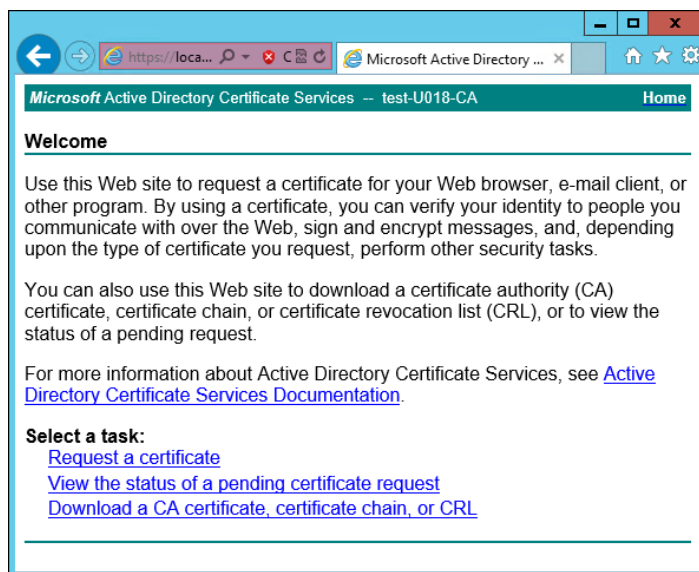 https://loca...
Microsoft Active Directory ...
Microsoft Active Directory Certificate Services -- test-U018-CA Home
Welcome
Use this Web site to request a certificate for your Web browser, e-mail client, or
other program. By using a certificate, you can verify your identity to people you
communicate with over the Web, sign and encrypt messages, and, depending
upon the type of certificate you request, perform other security tasks.
You can also use this Web site to download a certificate authority (CA)
certificate, certificate chain, or certificate revocation list (CRL), or to view the
status of a pending request.
For more information about Active Directory Certificate Services, see Active
Directory Certificate Services Documentation.
Select a task:
Request a certificate
View the status of a pending certificate request
Download a CA certificate, certificate chain, or CRL